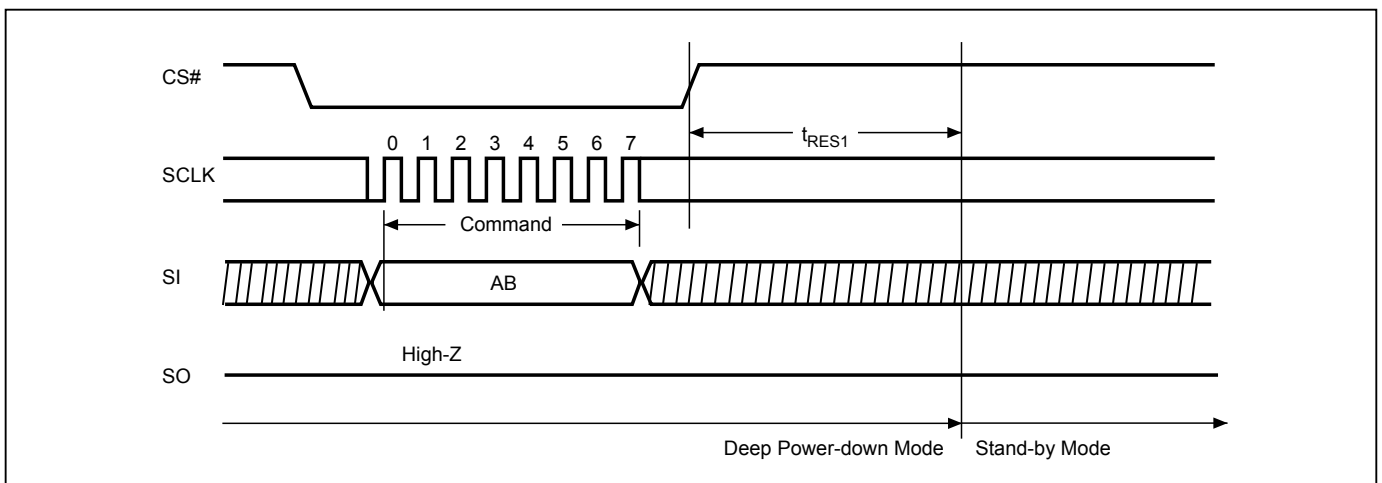 CS#
tRES1
0 1 2 3 4 5 6 7
SCLK
Command
SI
AB
High-Z
SO
Deep Power-down Mode
Stand-by Mode